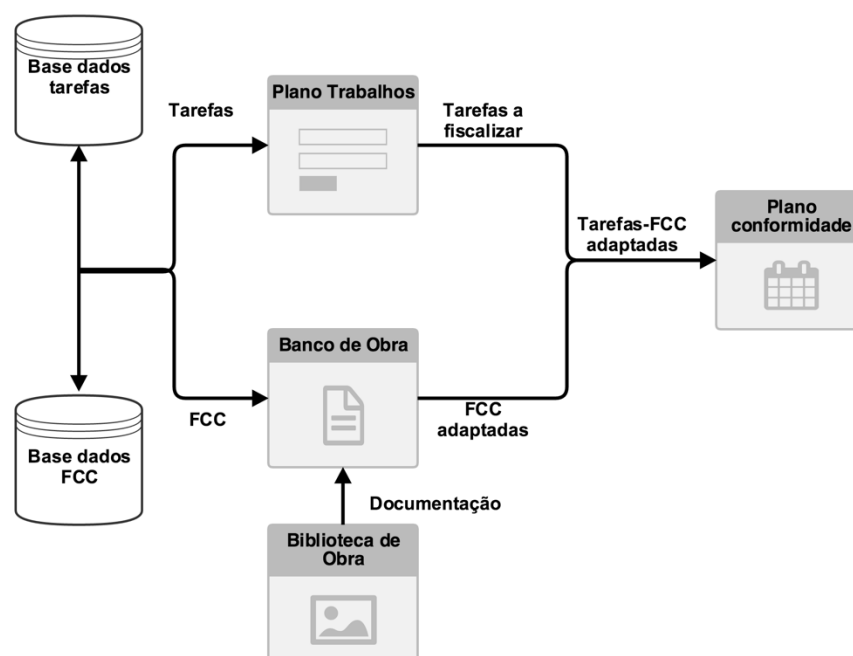 Base dados
tarefas
Plano Trabalhos
Tarefas
Tarefas a
fiscalizar
Plano
conformidade
Tarefas-FCC
adaptadas
Banco de Obra
FCC
FCC
adaptadas
Base dados
FCC
Documentação
Biblioteca de
Obra